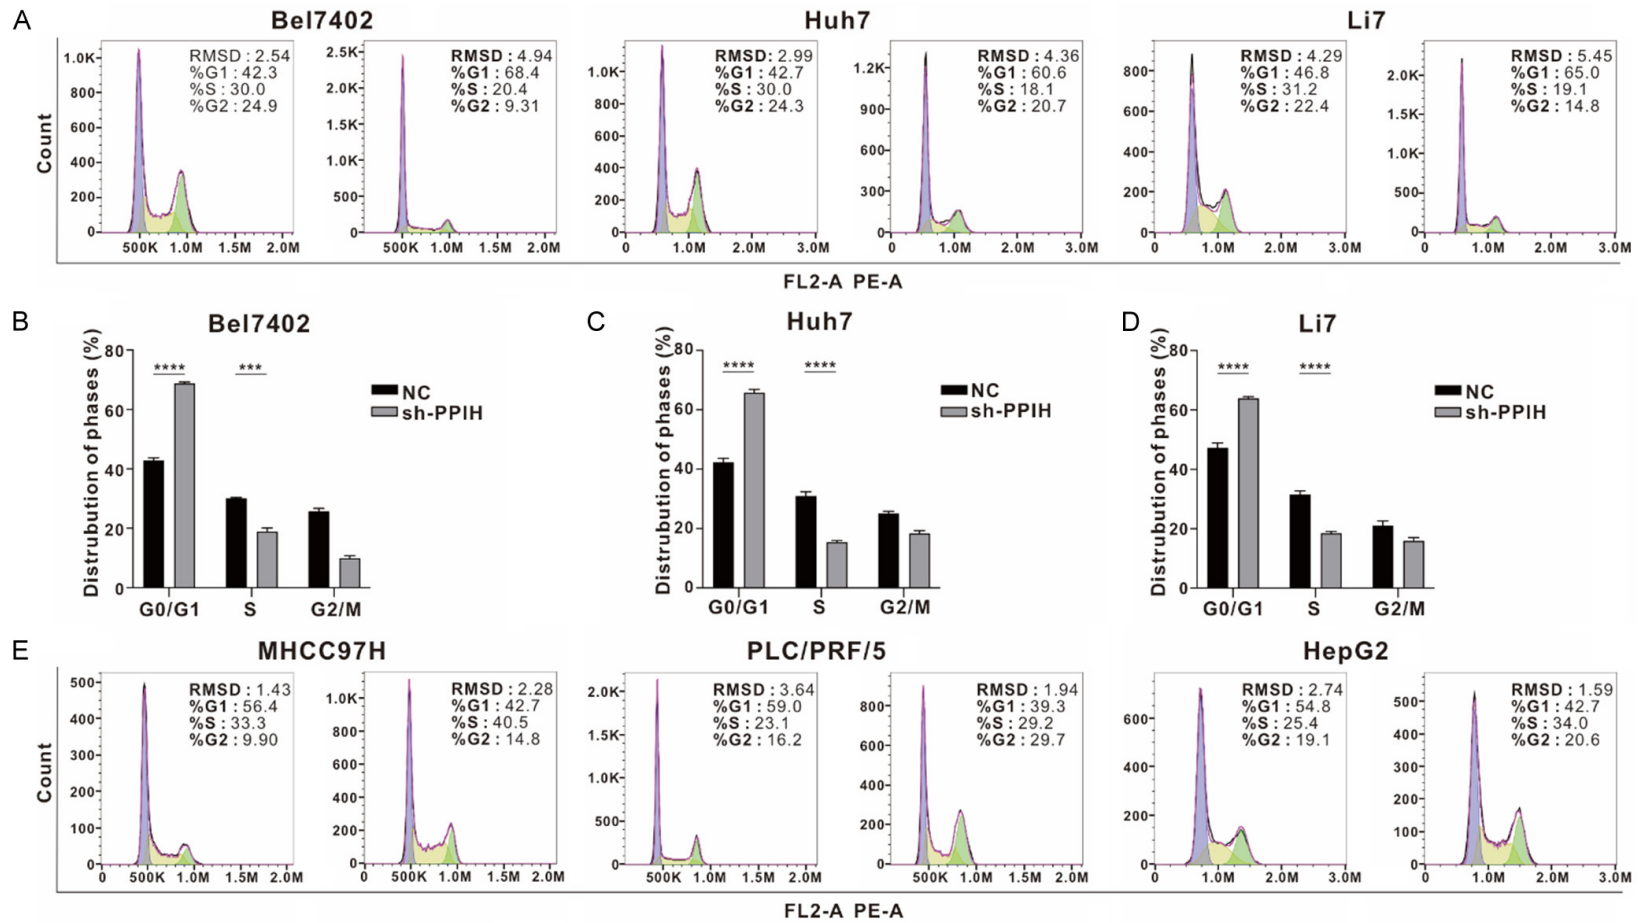 A
Bel7402
Huh7
Li7
Count
1.0K
800
600
400
200
0
500K 1.0M 1.5M 2.0M
RMSD : 2.54
%G1 : 42.3
%S : 30.0
%G2 : 24.9
2.5K
2.0K
1.5K
1.0K
500
0
500K 1.0M 1.5M 2.0M
RMSD : 4.94
%G1 : 68.4
%S : 20.4
%G2 : 9.31
1.0K
800
600
400
200
0
0 1.0M 2.0M 3.0M
RMSD : 2.99
%G1 : 42.7
%S : 30.0
%G2 : 24.3
1.2K
900
600
300
0
0 1.0M 2.0M 3.0M
RMSD : 4.36
%G1 : 60.6
%S : 18.1
%G2 : 20.7
800
600
400
200
0
0 1.0M 2.0M 3.0M
RMSD : 4.29
%G1 : 46.8
%S : 31.2
%G2 : 22.4
2.0K
1.5K
1.0K
500
0
0 1.0M 2.0M 3.0M
RMSD : 5.45
%G1 : 65.0
%S : 19.1
%G2 : 14.8
FL2-A PE-A
B
Bel7402
Distrubution of phases (%)
80
60
40
20
0
**** ***
G0/G1 S G2/M
NC
sh-PPIH
C
Huh7
Distrubution of phases (%)
80
60
40
20
0
**** ****
G0/G1 S G2/M
NC
sh-PPIH
D
Li7
Distrubution of phases (%)
80
60
40
20
0
**** ****
G0/G1 S G2/M
NC
sh-PPIH
E
MHCC97H
PLC/PRF/5
HepG2
Count
500
400
300
200
100
0
0 500K 1.0M 1.5M 2.0M
RMSD : 1.43
%G1 : 56.4
%S : 33.3
%G2 : 9.90
1.0K
800
600
400
200
0
0 500K 1.0M 1.5M 2.0M
RMSD : 2.28
%G1 : 42.7
%S : 40.5
%G2 : 14.8
2.0K
1.5K
1.0K
500
0
500K 1.0M 1.5M 2.0M
RMSD : 3.64
%G1 : 59.0
%S : 23.1
%G2 : 16.2
800
600
400
200
0
0 500K 1.0M 1.5M 2.0M
RMSD : 1.94
%G1 : 39.3
%S : 29.2
%G2 : 29.7
600
400
200
0
0 1.0M 2.0M 3.0M
RMSD : 2.74
%G1 : 54.8
%S : 25.4
%G2 : 19.1
500
400
300
200
100
0
0 1.0M 2.0M 3.0M
RMSD : 1.59
%G1 : 42.7
%S : 34.0
%G2 : 20.6
FL2-A PE-A